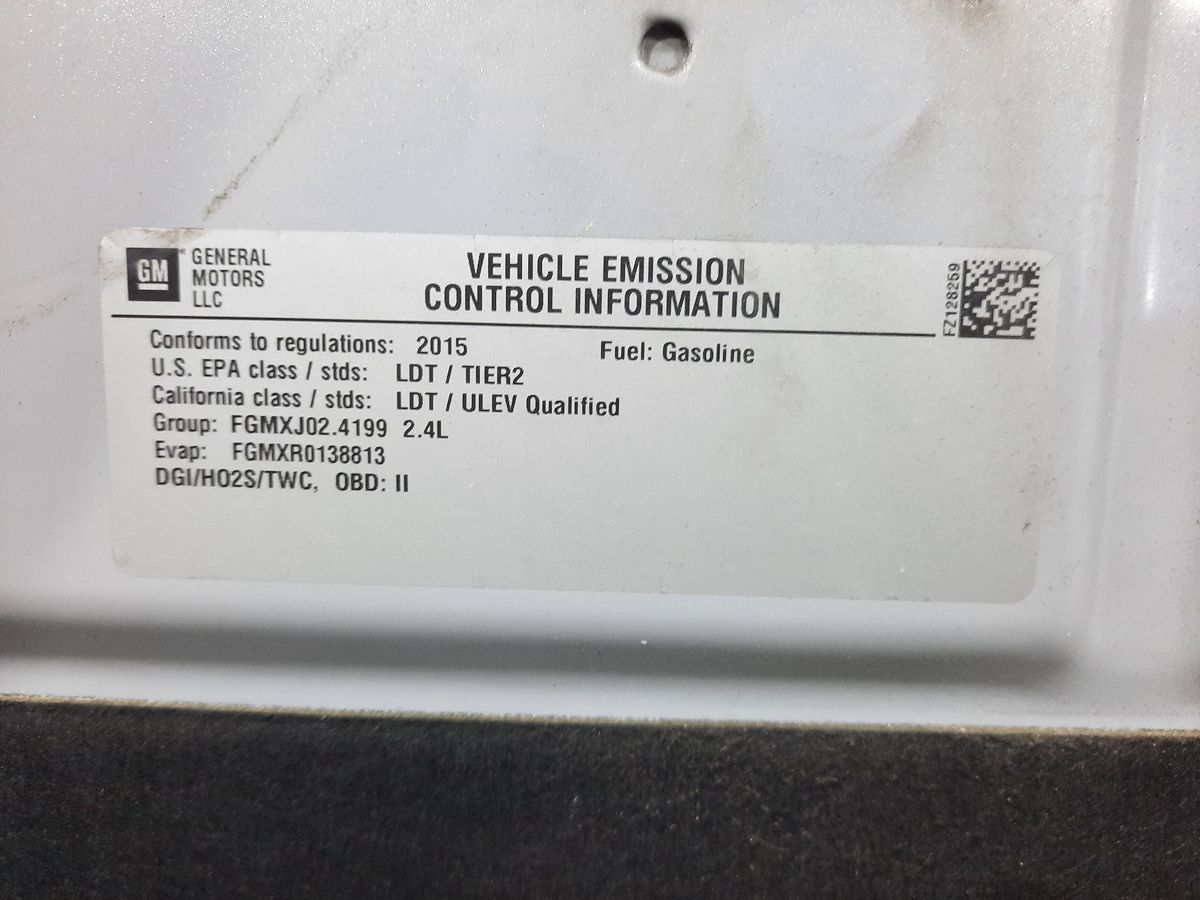 GM
GENERAL
MOTORS
LLC
VEHICLE EMISSION
CONTROL INFORMATION
FZ128259
Conforms to regulations: 2015 Fuel: Gasoline
U.S. EPA class / stds: LDT / TIER2
California class / stds: LDT / ULEV Qualified
Group: FGMXJ02.4199 2.4L
Evap: FGMXR0138813
DGI/HO2S/TWC, OBD: II